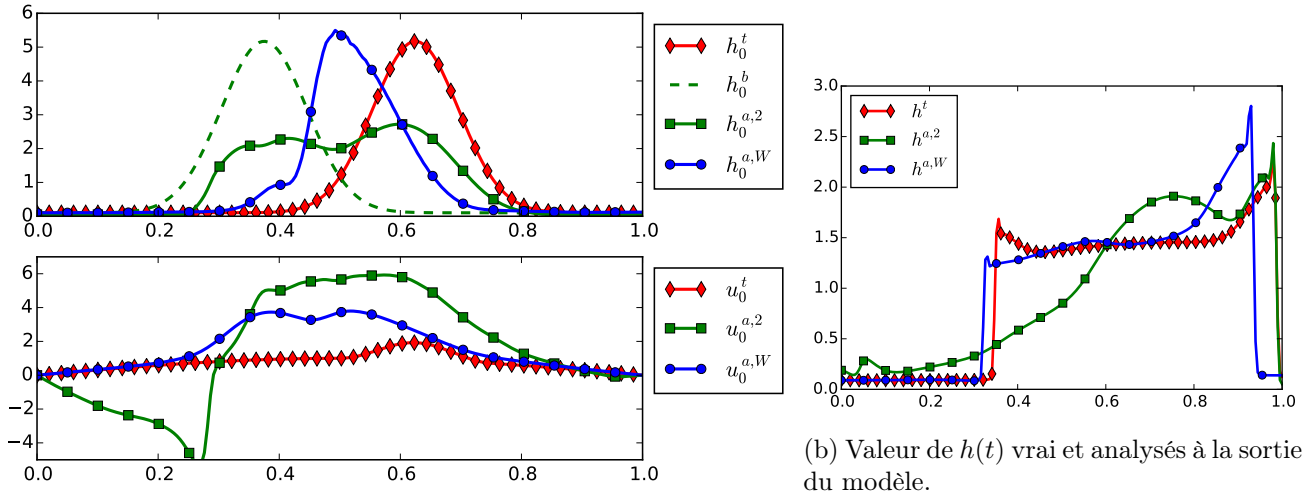 6
5
4
3
2
1
0
0.0 0.2 0.4 0.6 0.8 1.0
h_0^t
h_0^b
h_0^{a,2}
h_0^{a,W}
6
4
2
0
−2
−4
0.0 0.2 0.4 0.6 0.8 1.0
u_0^t
u_0^{a,2}
u_0^{a,W}
3.0
2.5
2.0
1.5
1.0
0.5
0.0
0.0 0.2 0.4 0.6 0.8 1.0
h^t
h^{a,2}
h^{a,W}
(b) Valeur de h(t) vrai et analysés à la sortie
du modèle.